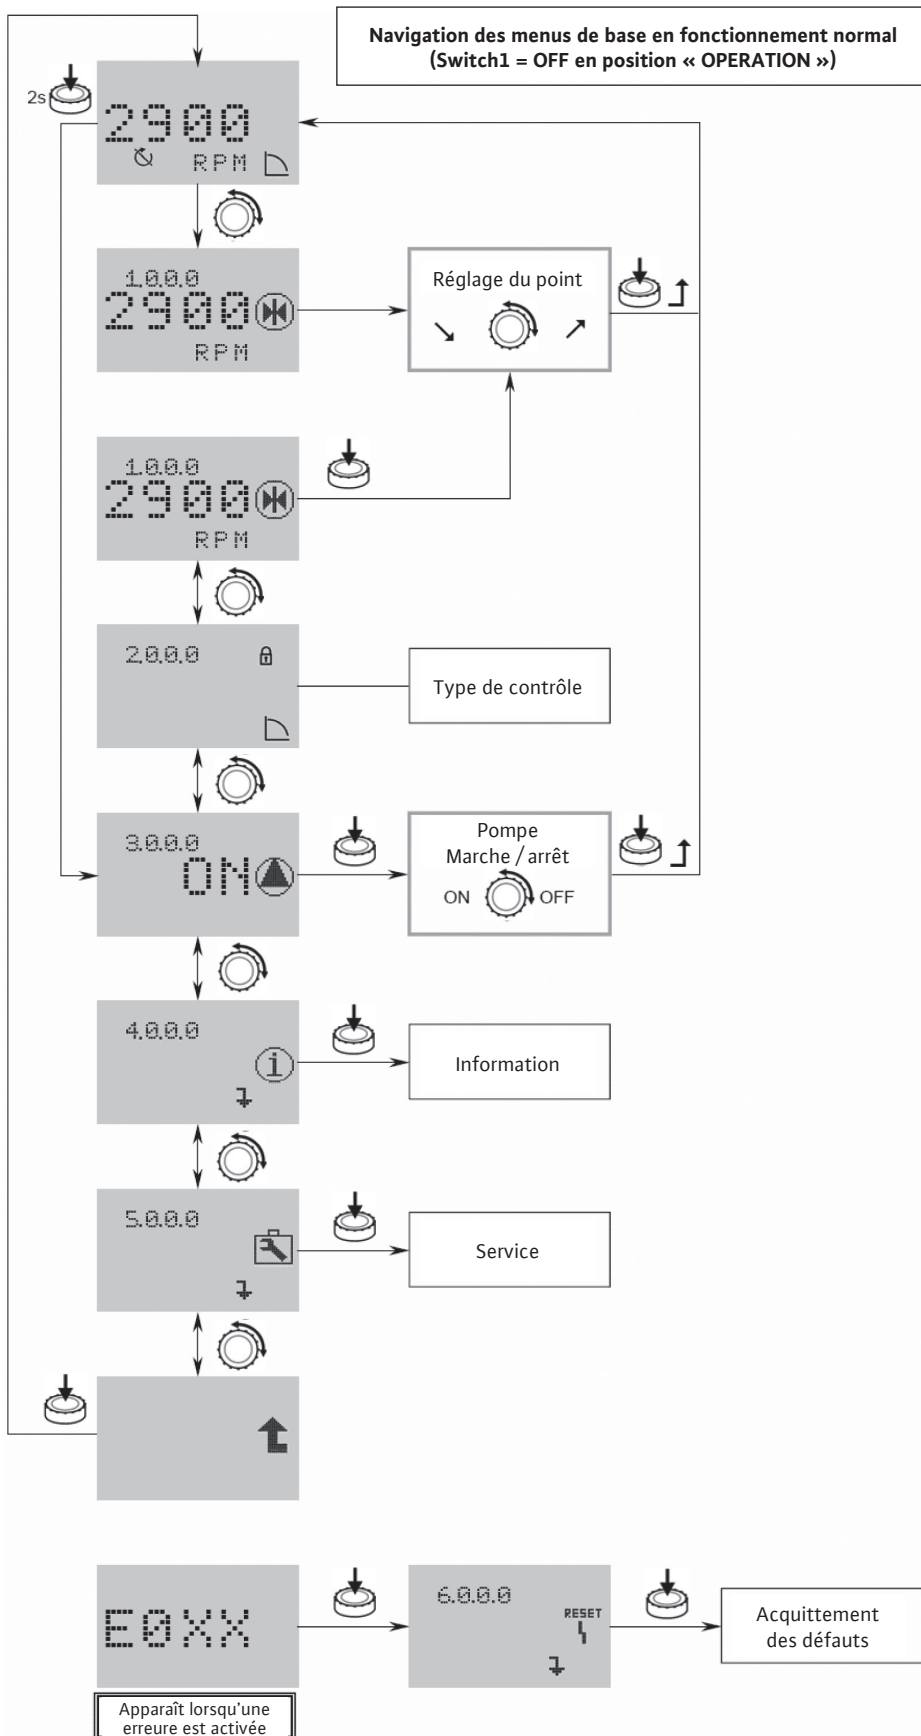 Navigation des menus de base en fonctionnement normal
(Switch1 = OFF en position « OPERATION »)
2s
2900
RPM
1.0.0.0
2900
RPM
Réglage du point
1.0.0.0
2900
RPM
2.0.0.0
Type de contrôle
3.0.0.0
ON
Pompe
Marche / arrêt
ON OFF
4.0.0.0
i
Information
5.0.0.0
Service
E0XX
6.0.0.0
RESET
Acquittement
des défauts
Apparaît lorsqu'une
erreure est activée